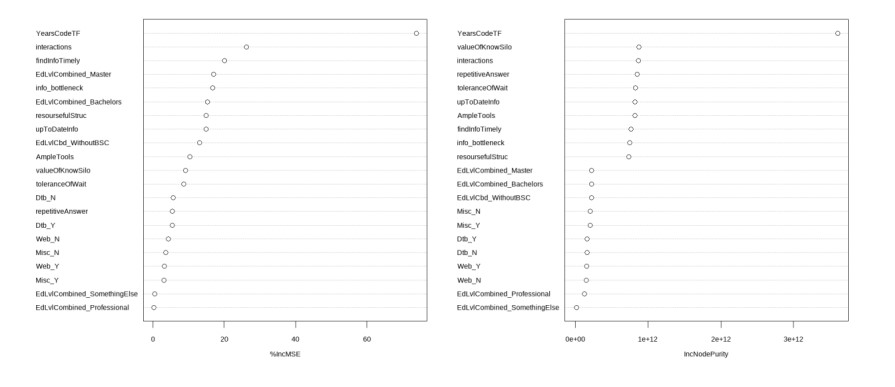 YearsCodeTF
interactions
findInfoTimely
EdLvlCombined_Master
info_bottleneck
EdLvlCombined_Bachelors
resoursefulStruc
upToDateInfo
EdLvlCbd_WithoutBSC
AmpleTools
valueOfKnowSilo
toleranceOfWait
Dtb_N
repetitiveAnswer
Dtb_Y
Web_N
Misc_N
Web_Y
Misc_Y
EdLvlCombined_SomethingElse
EdLvlCombined_Professional
0 20 40 60
%IncMSE
YearsCodeTF
valueOfKnowSilo
interactions
repetitiveAnswer
toleranceOfWait
upToDateInfo
AmpleTools
findInfoTimely
info_bottleneck
resoursefulStruc
EdLvlCombined_Master
EdLvlCombined_Bachelors
EdLvlCbd_WithoutBSC
Misc_N
Misc_Y
Dtb_Y
Dtb_N
Web_Y
Web_N
EdLvlCombined_Professional
EdLvlCombined_SomethingElse
0e+00 1e+12 2e+12 3e+12
IncNodePurity